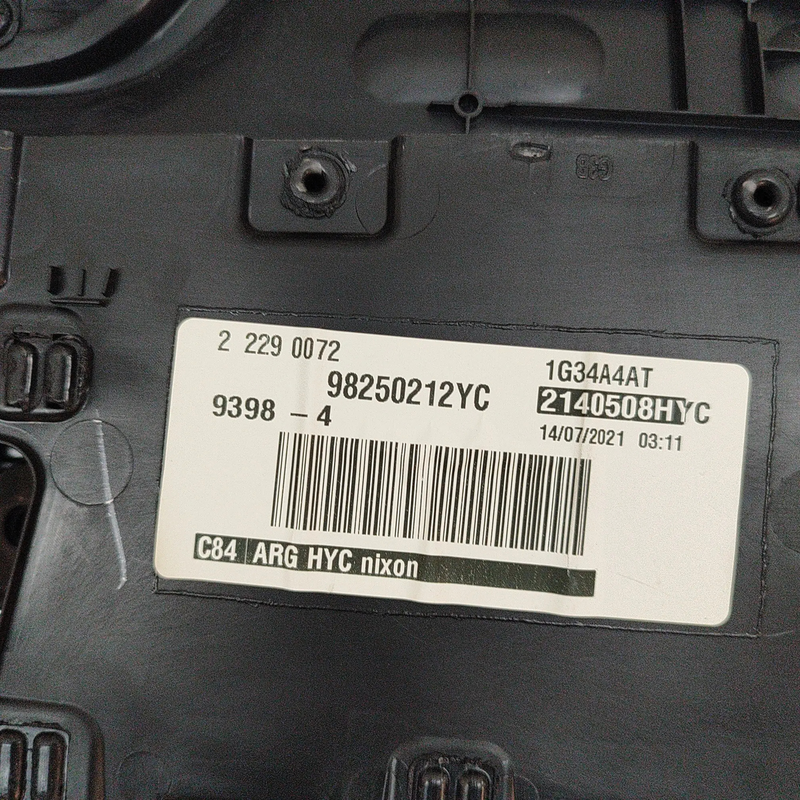 2 229 0072
1G34A4AT
98250212YC
2140508HYC
9398 - 4
14/07/2021 03:11
C84 ARG HYC nixon